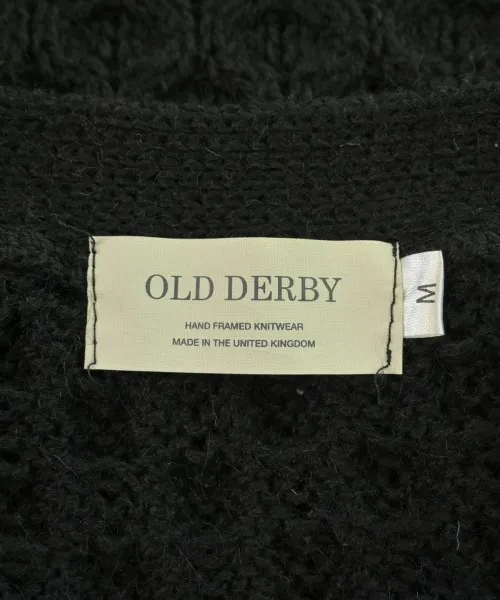 OLD DERBY
HAND FRAMED KNITWEAR
MADE IN THE UNITED KINGDOM
M